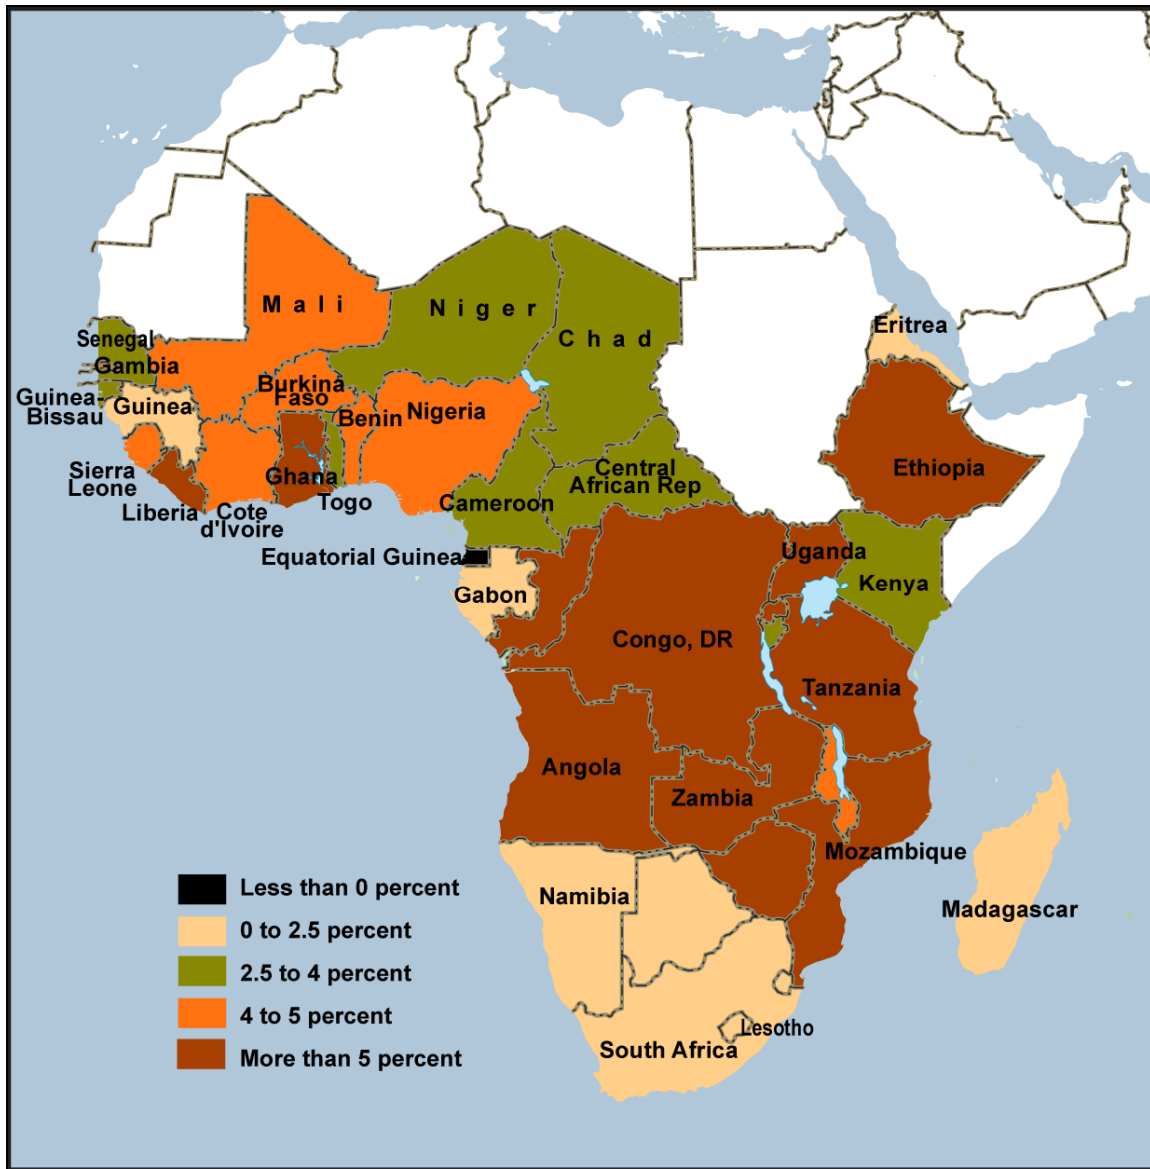 Mali
Niger
Chad
Eritrea
Senegal
Gambia
Guinea
Bissau
Guinea
Burkina
Faso
Benin
Nigeria
Ghana
Sierra
Leone
Liberia
Cote
d'Ivoire
Togo
Cameroon
Central
African Rep
Ethiopia
Equatorial Guinea
Gabon
Uganda
Kenya
Congo, DR
Tanzania
Angola
Zambia
Mozambique
Namibia
Madagascar
Lesotho
South Africa
Less than 0 percent
0 to 2.5 percent
2.5 to 4 percent
4 to 5 percent
More than 5 percent